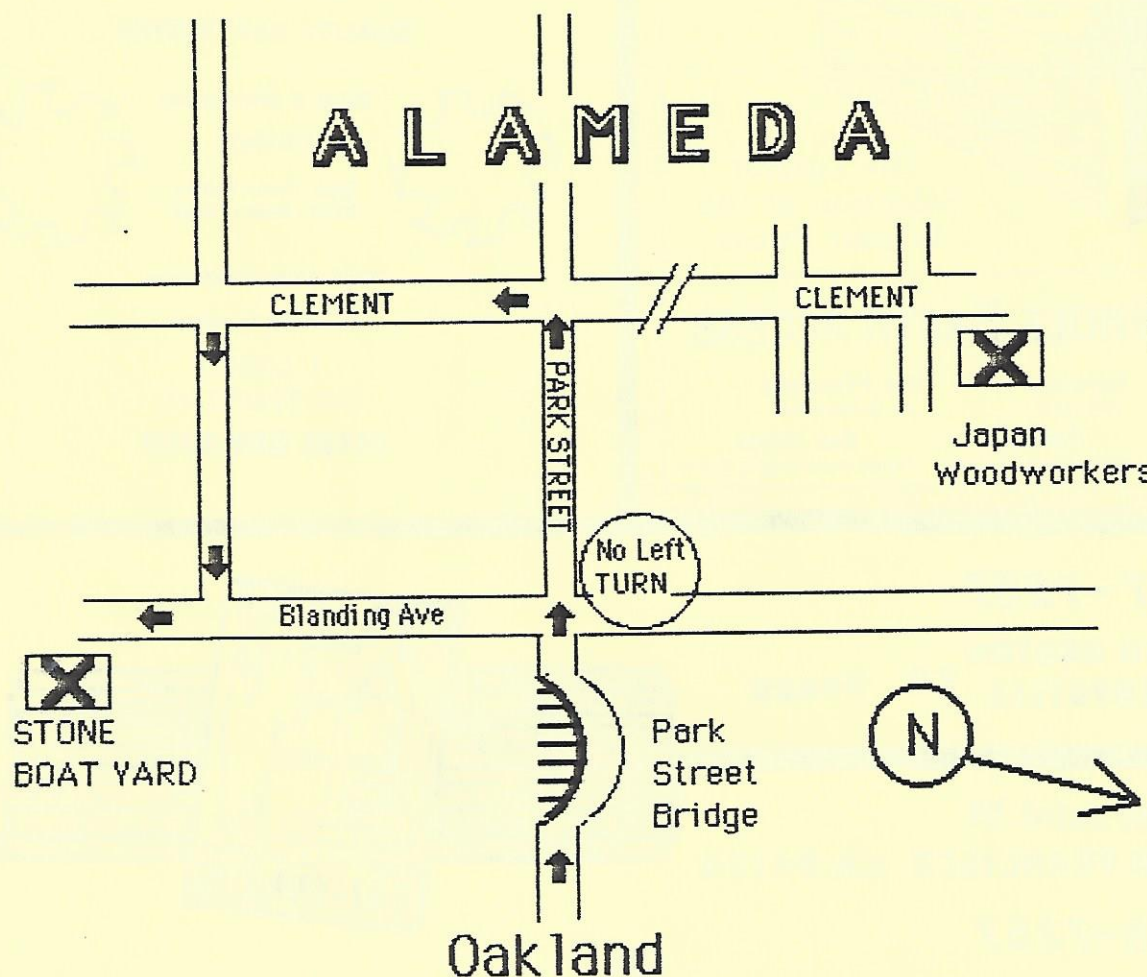 ALAMEDA
CLEMENT
CLEMENT
PARK STREET
Japan
Woodworkers
No Left
TURN
Blanding Ave
STONE
BOAT YARD
Park
Street
Bridge
N
Oakland